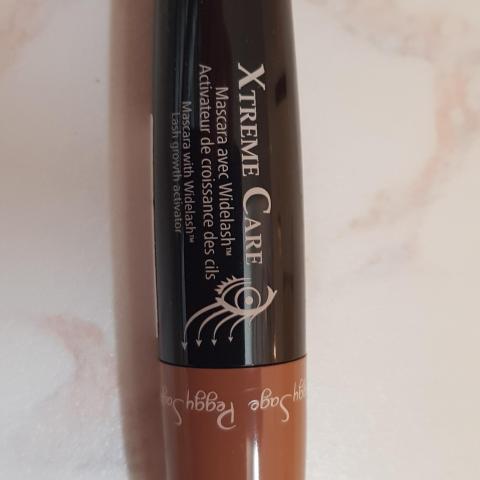 XTREME CARE
Mascara avec Widelash™
Activateur de croissance des cils
Mascara with Widelash™
Lash growth activator
Peggy Sage Peggy Sage